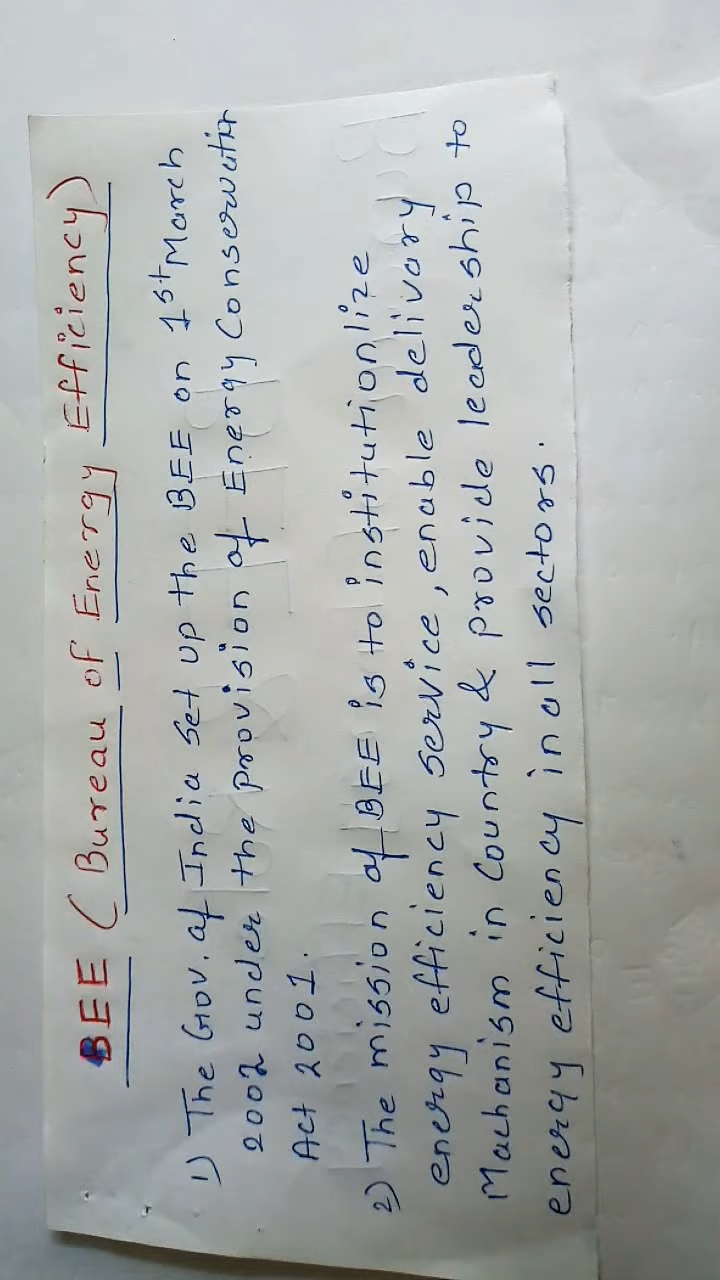 BEE ( Bureau of Energy Efficiency)
1) The Gov. of India set up the BEE on 1st March
2002 under the provision of Energy Conservation
Act 2001.
2) The mission of BEE is to institutionlize
energy efficiency service, enable delivary
Machanism in Country & provide leadership to
energy efficiency in all sectors.